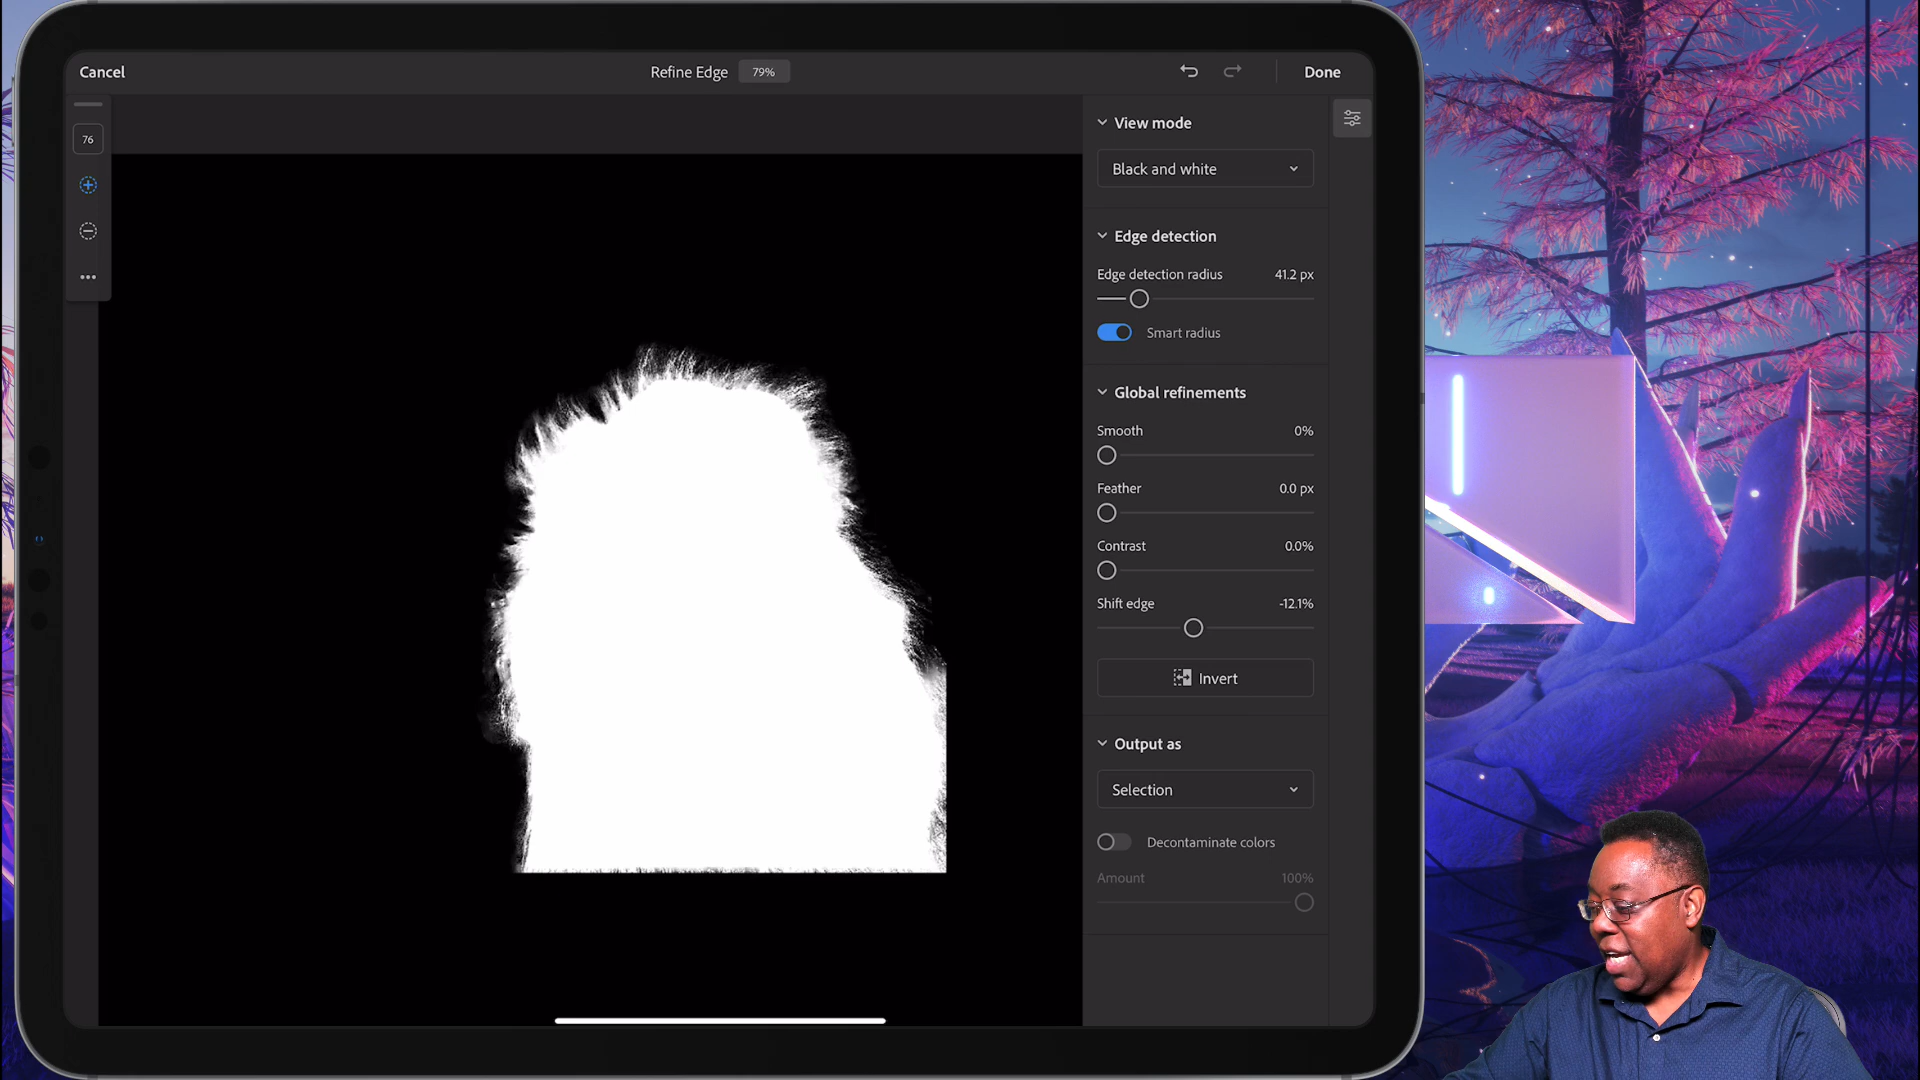 Cancel
Refine Edge 79%
Done
76
View mode
Black and white
Edge detection
Edge detection radius 41.2 px
Smart radius
Global refinements
Smooth 0%
Feather 0.0 px
Contrast 0.0%
Shift edge -12.1%
Invert
Output as
Selection
Decontaminate colors
Amount 100%